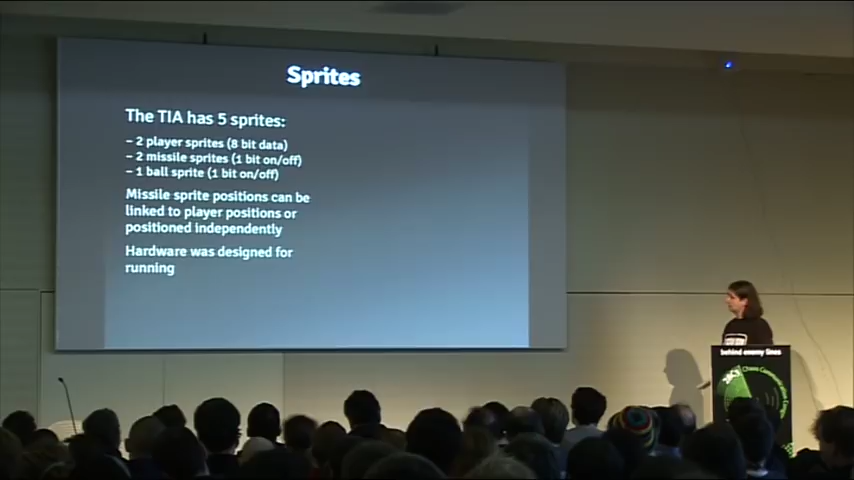 Sprites
The TIA has 5 sprites:
– 2 player sprites (8 bit data)
– 2 missile sprites (1 bit on/off)
– 1 ball sprite (1 bit on/off)
Missile sprite positions can be
linked to player positions or
positioned independently
Hardware was designed for
running
behind enemy lines